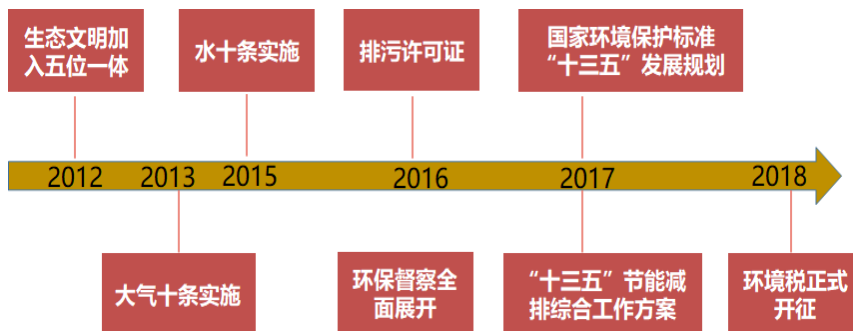 生态文明加
入五位一体
水十条实施
排污许可证
国家环境保护标准
“十三五”发展规划
2012
2013
2015
2016
2017
2018
大气十条实施
环保督察全
面展开
“十三五”节能减
排综合工作方案
环境税正式
开征